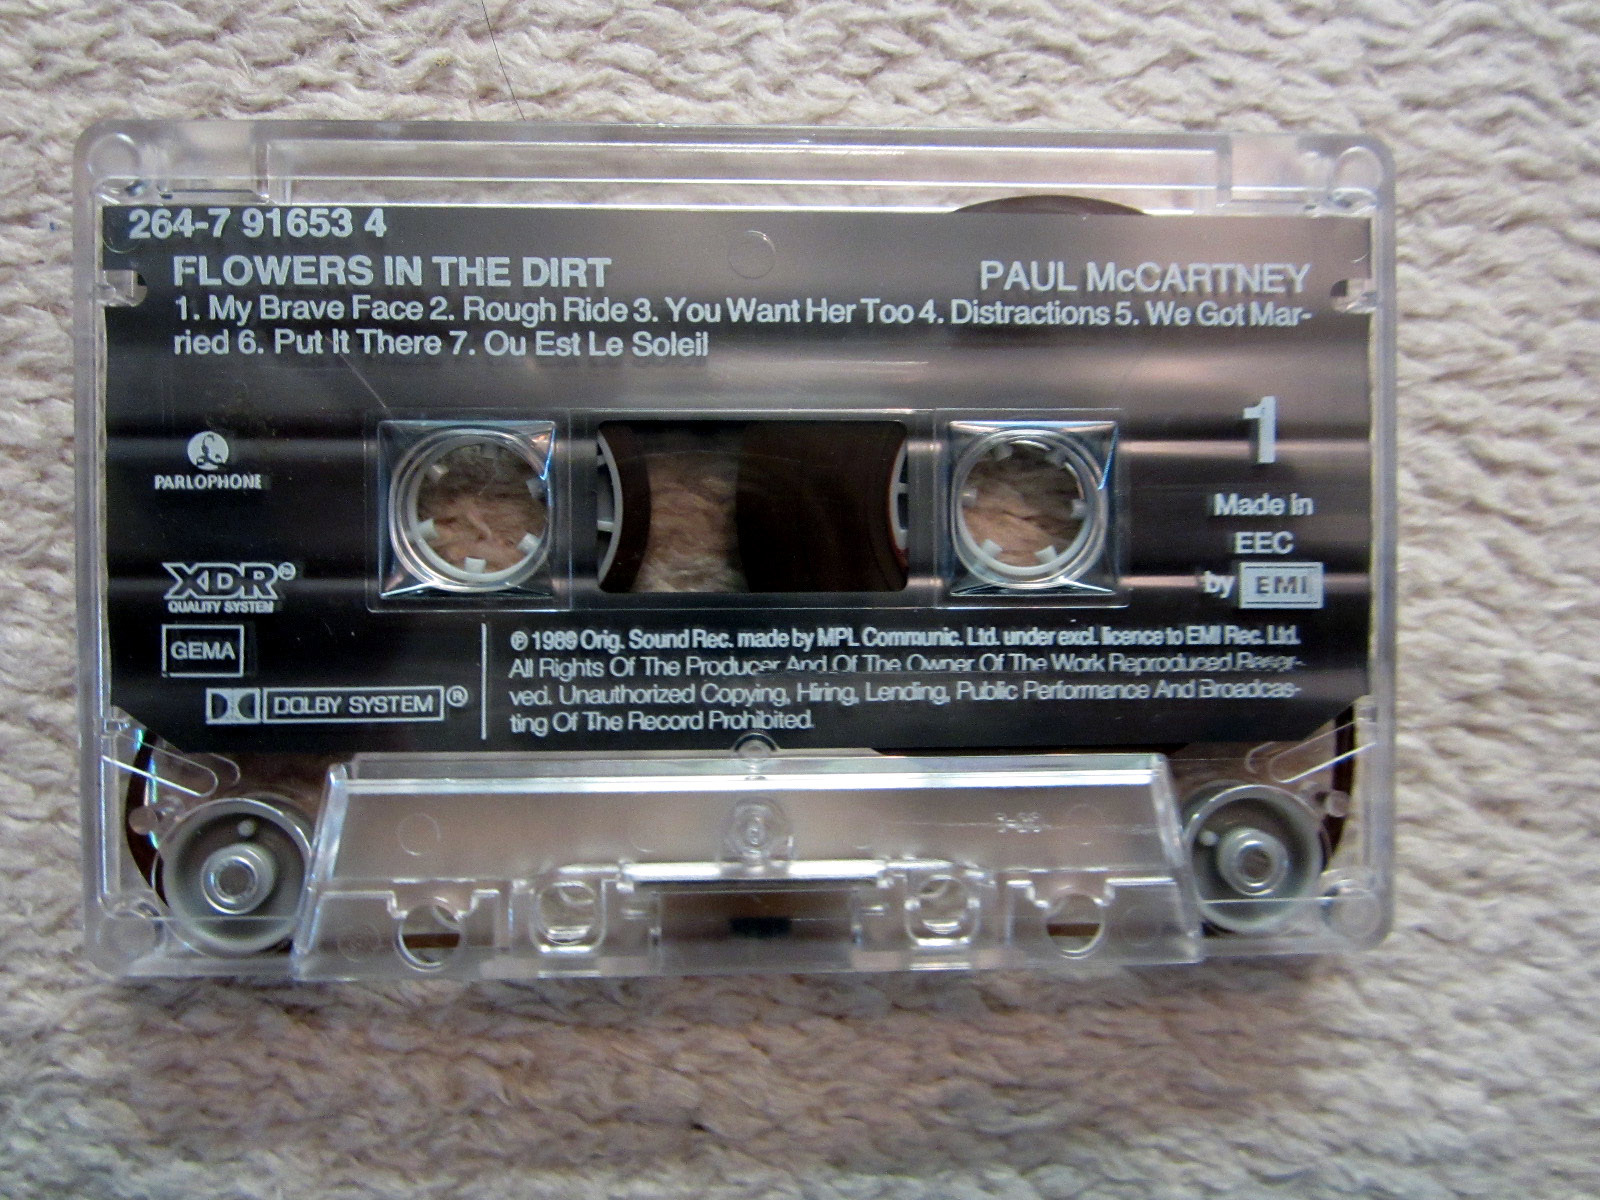 264-7 91653 4
FLOWERS IN THE DIRT
PAUL McCARTNEY
1. My Brave Face 2. Rough Ride 3. You Want Her Too 4. Distractions 5. We Got Mar-
ried 6. Put It There 7. Ou Est Le Soleil
1
PARLOPHONE
Made in
EEC
by EMI
XDR
QUALITY SYSTEM
GEMA
DOLBY SYSTEM ®
℗ 1989 Orig. Sound Rec. made by MPL Communic. Ltd. under excl. licence to EMI Rec. Ltd.
All Rights Of The Producer And Of The Owner Of The Work Reproduced Reser-
ved. Unauthorized Copying, Hiring, Lending, Public Performance And Broadcas-
ting Of The Record Prohibited.